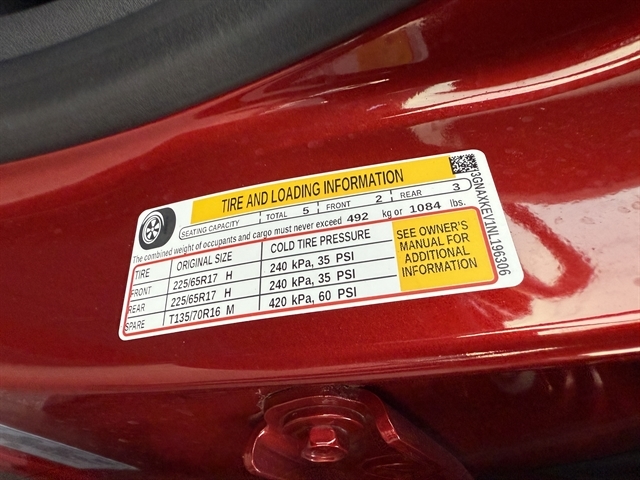 TIRE AND LOADING INFORMATION
SEATING CAPACITY TOTAL 5 FRONT 2 REAR 3
The combined weight of occupants and cargo must never exceed 492 kg or 1084 lbs.
TIRE ORIGINAL SIZE COLD TIRE PRESSURE
FRONT 225/65R17 H 240 kPa, 35 PSI
REAR 225/65R17 H 240 kPa, 35 PSI
SPARE T135/70R16 M 420 kPa, 60 PSI
SEE OWNER'S
MANUAL FOR
ADDITIONAL
INFORMATION
3GNAXKEV1NL196306